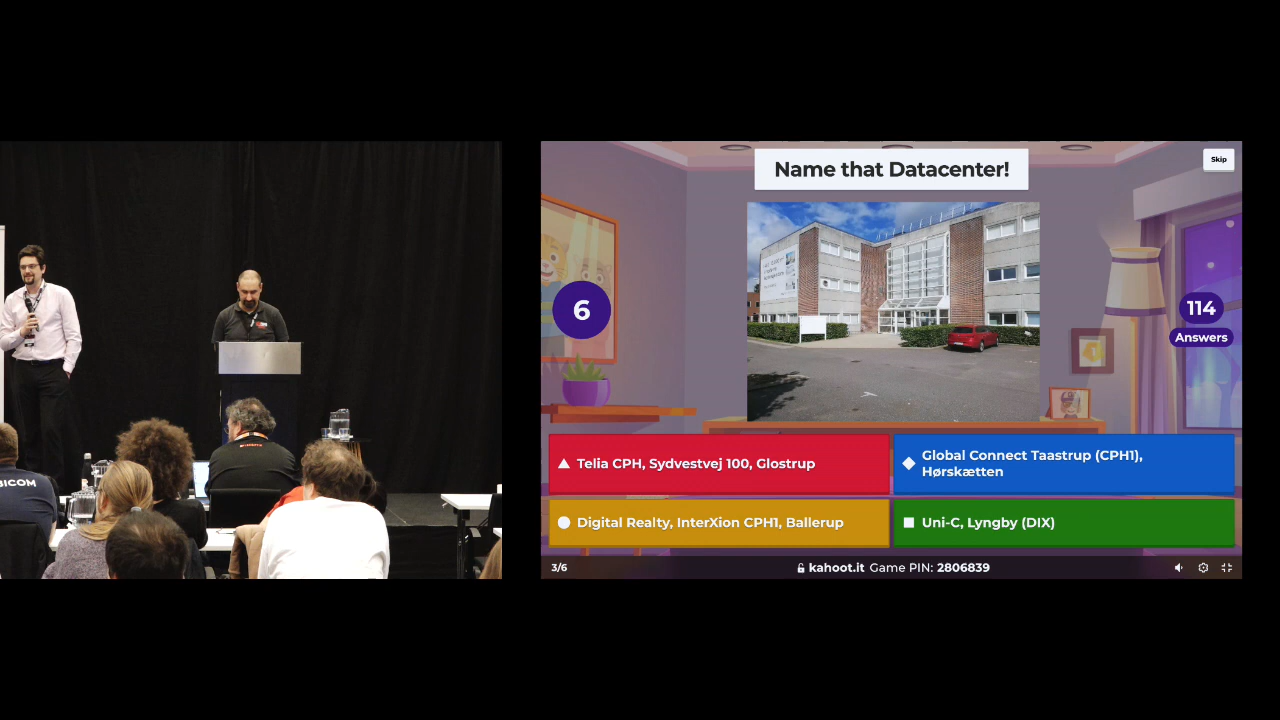 BICOM
Name that Datacenter!
Skip
6
114
Answers
Telia CPH, Sydvestvej 100, Glostrup
Global Connect Taastrup (CPH1),
Hørskætten
Digital Realty, InterXion CPH1, Ballerup
Uni-C, Lyngby (DIX)
3/6
kahoot.it Game PIN: 2806839